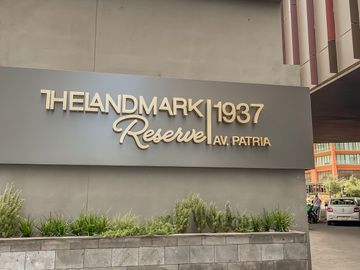 THELANDMARK
Reserve
1937
AV. PATRIA